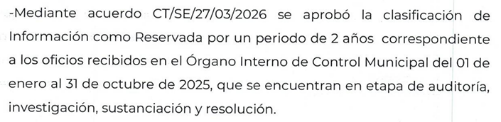 -Mediante acuerdo CT/SE/27/03/2026 se aprobó la clasificación de
Información como Reservada por un periodo de 2 años correspondiente
a los oficios recibidos en el Órgano Interno de Control Municipal del 01 de
enero al 31 de octubre de 2025, que se encuentran en etapa de auditoría,
investigación, sustanciación y resolución.